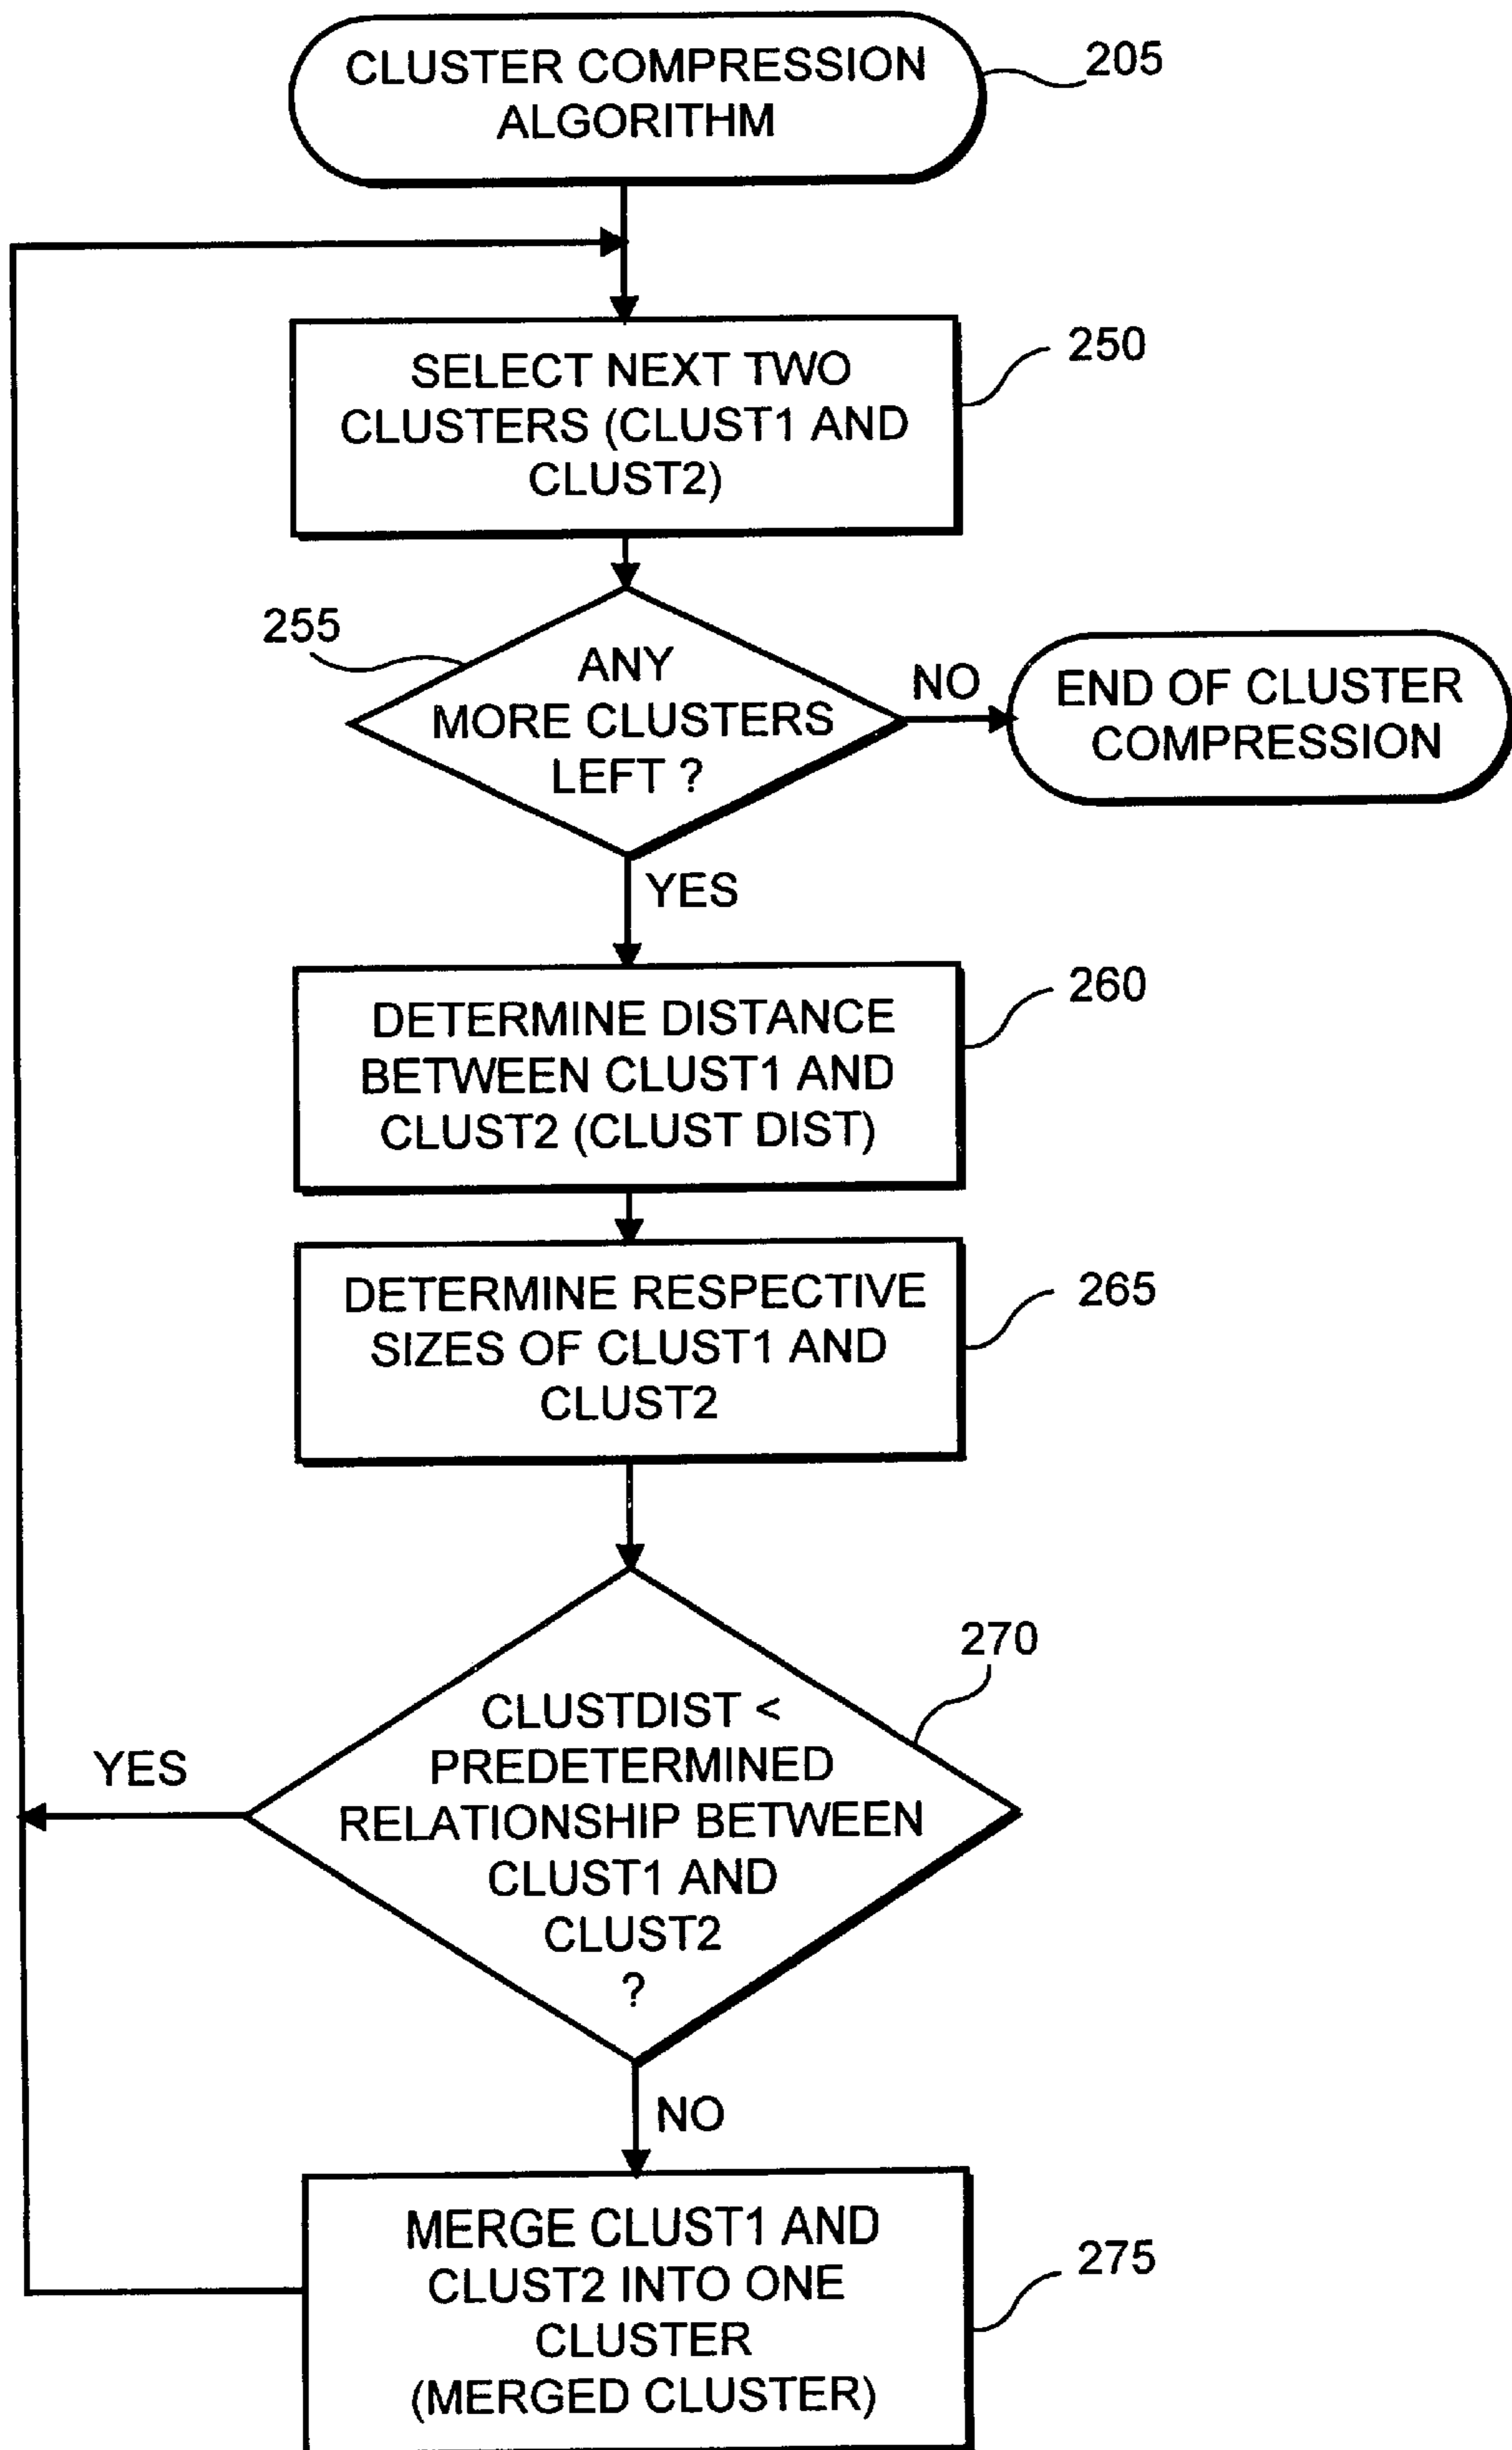 CLUSTER COMPRESSION
ALGORITHM
205
SELECT NEXT TWO
CLUSTERS (CLUST1 AND
CLUST2)
250
255
ANY
MORE CLUSTERS
LEFT ?
NO
END OF CLUSTER
COMPRESSION
YES
DETERMINE DISTANCE
BETWEEN CLUST1 AND
CLUST2 (CLUST DIST)
260
DETERMINE RESPECTIVE
SIZES OF CLUST1 AND
CLUST2
265
270
CLUSTDIST <
PREDETERMINED
RELATIONSHIP BETWEEN
CLUST1 AND
CLUST2
?
YES
NO
MERGE CLUST1 AND
CLUST2 INTO ONE
CLUSTER
(MERGED CLUSTER)
275